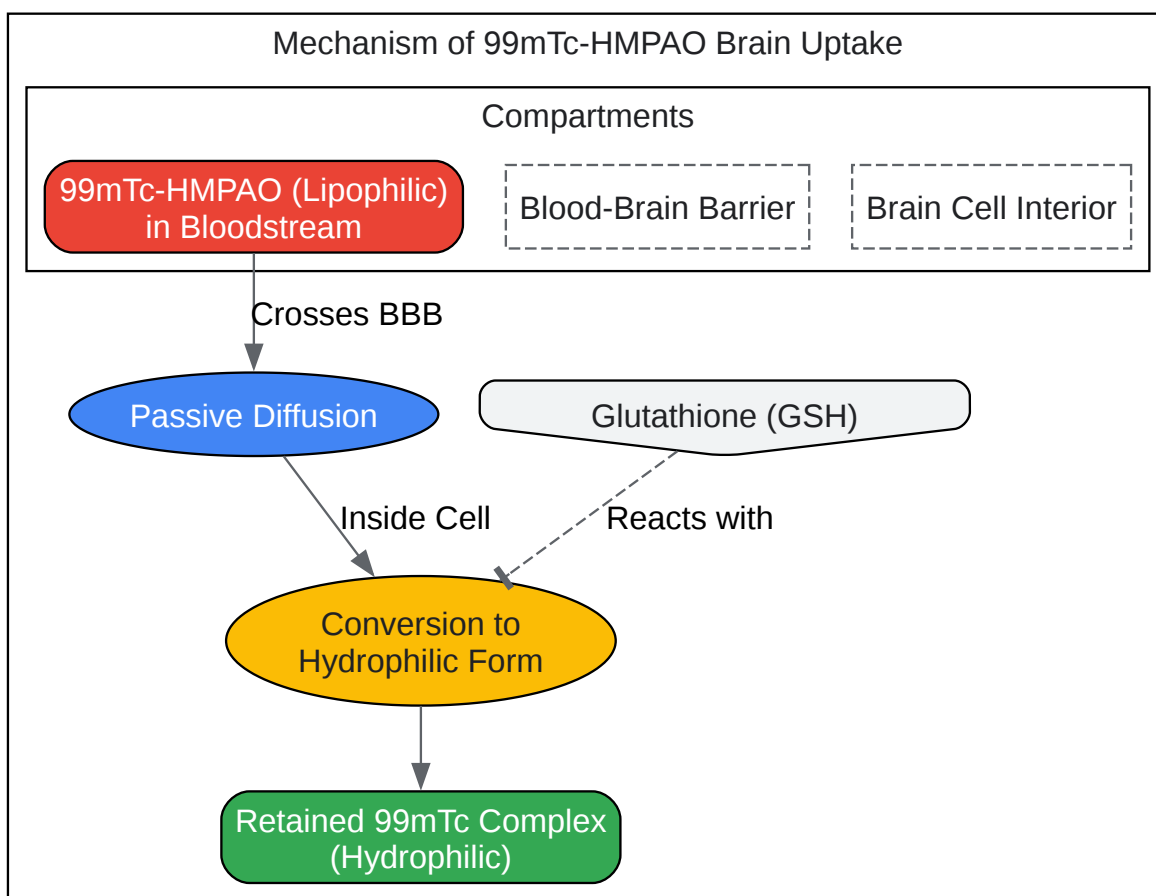 Mechanism of 99mTc-HMPAO Brain Uptake
Compartments
99mTc-HMPAO (Lipophilic)
in Bloodstream
Blood-Brain Barrier
Brain Cell Interior
Crosses BBB
Passive Diffusion
Glutathione (GSH)
Inside Cell
Reacts with
Conversion to
Hydrophilic Form
Retained 99mTc Complex
(Hydrophilic)